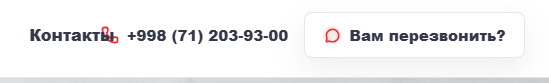 Контакты +998 (71) 203-93-00 Вам перезвонить?